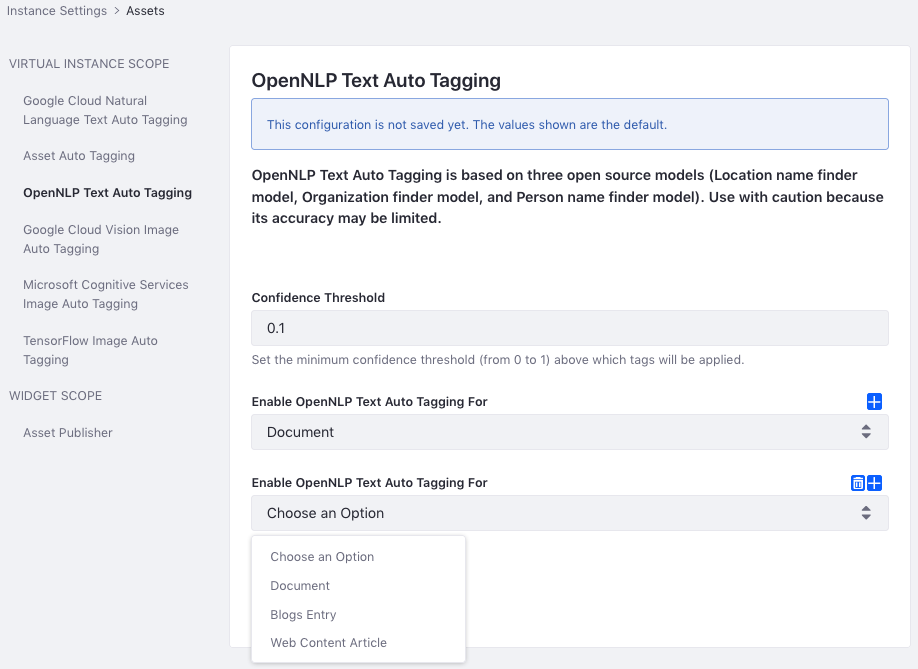 Instance Settings > Assets
VIRTUAL INSTANCE SCOPE
Google Cloud Natural
Language Text Auto Tagging
Asset Auto Tagging
OpenNLP Text Auto Tagging
Google Cloud Vision Image
Auto Tagging
Microsoft Cognitive Services
Image Auto Tagging
TensorFlow Image Auto
Tagging
WIDGET SCOPE
Asset Publisher
OpenNLP Text Auto Tagging
This configuration is not saved yet. The values shown are the default.
OpenNLP Text Auto Tagging is based on three open source models (Location name finder
model, Organization finder model, and Person name finder model). Use with caution because
its accuracy may be limited.
Confidence Threshold
0.1
Set the minimum confidence threshold (from 0 to 1) above which tags will be applied.
Enable OpenNLP Text Auto Tagging For
Document
Enable OpenNLP Text Auto Tagging For
Choose an Option
Choose an Option
Document
Blogs Entry
Web Content Article